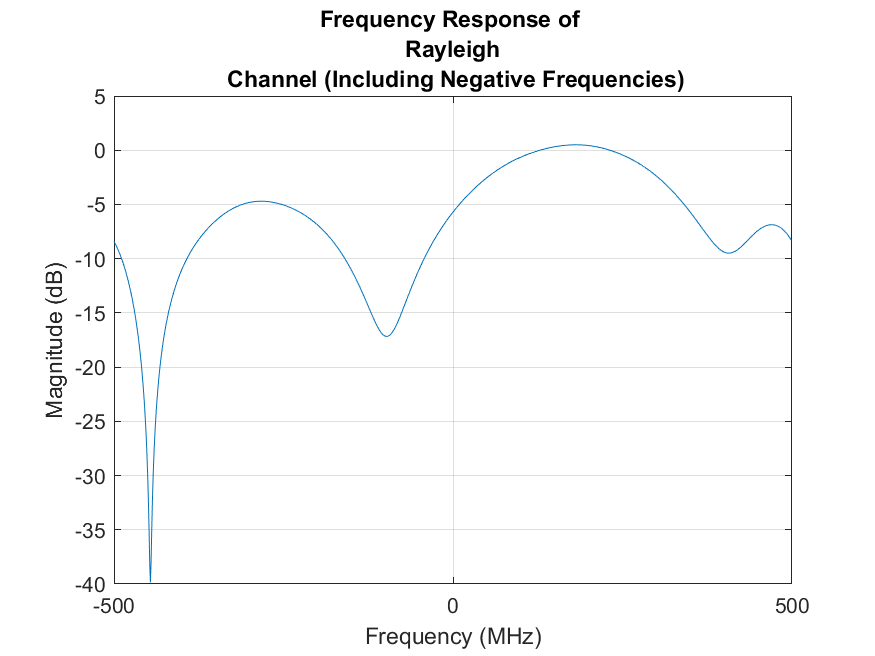 Frequency Response of
Rayleigh
Channel (Including Negative Frequencies)
5
0
-5
-10
-15
-20
-25
-30
-35
-40
Magnitude (dB)
-500
0
500
Frequency (MHz)